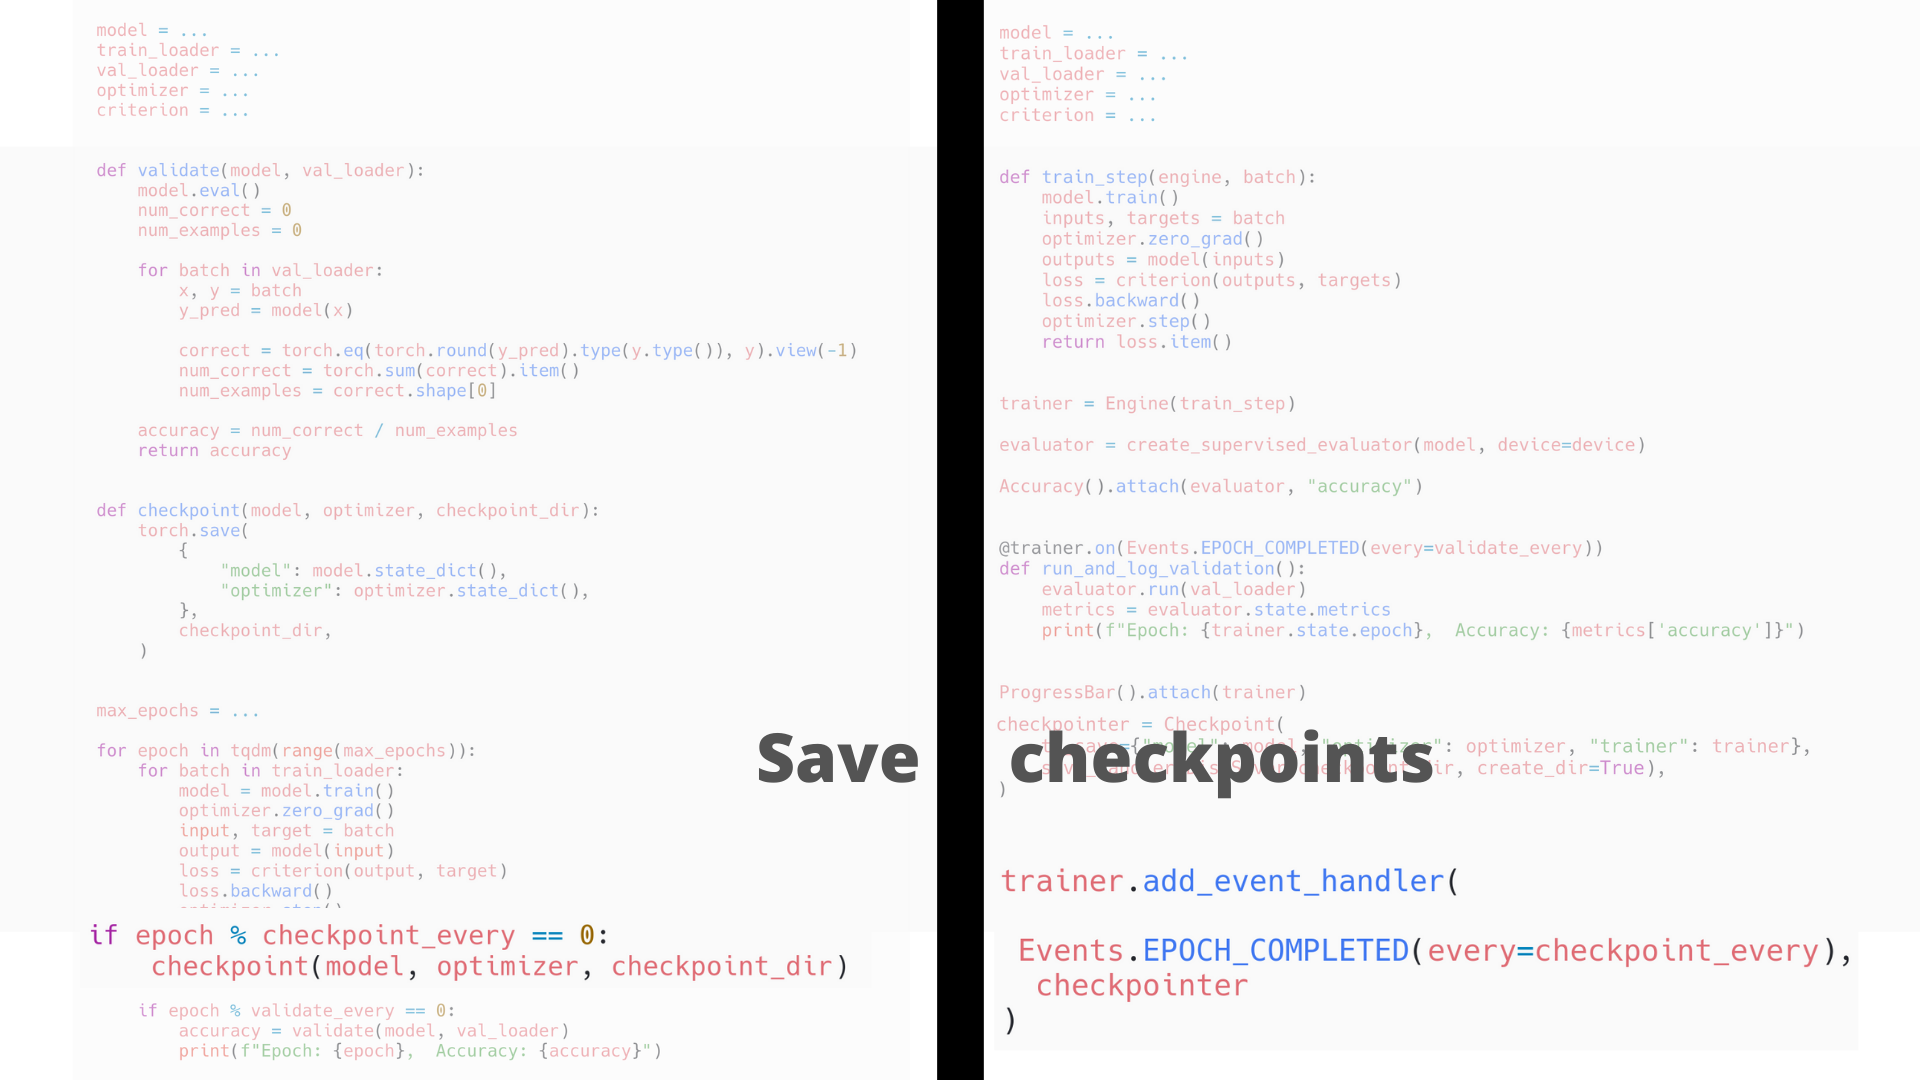 model = ...
train_loader = ...
val_loader = ...
optimizer = ...
criterion = ...
def validate(model, val_loader):
model.eval()
num_correct = 0
num_examples = 0
for batch in val_loader:
x, y = batch
y_pred = model(x)
correct = torch.eq(torch.round(y_pred).type(y.type()), y).view(-1)
num_correct = torch.sum(correct).item()
num_examples = correct.shape[0]
accuracy = num_correct / num_examples
return accuracy
def checkpoint(model, optimizer, checkpoint_dir):
torch.save(
{
"model": model.state_dict(),
"optimizer": optimizer.state_dict(),
},
checkpoint_dir,
)
max_epochs = ...
for epoch in tqdm(range(max_epochs)):
for batch in train_loader:
model = model.train()
optimizer.zero_grad()
input, target = batch
output = model(input)
loss = criterion(output, target)
loss.backward()
if epoch % checkpoint_every == 0:
checkpoint(model, optimizer, checkpoint_dir)
if epoch % validate_every == 0:
accuracy = validate(model, val_loader)
print(f"Epoch: {epoch}, Accuracy: {accuracy}")
Save checkpoints
model = ...
train_loader = ...
val_loader = ...
optimizer = ...
criterion = ...
def train_step(engine, batch):
model.train()
inputs, targets = batch
optimizer.zero_grad()
outputs = model(inputs)
loss = criterion(outputs, targets)
loss.backward()
optimizer.step()
return loss.item()
trainer = Engine(train_step)
evaluator = create_supervised_evaluator(model, device=device)
Accuracy().attach(evaluator, "accuracy")
@trainer.on(Events.EPOCH_COMPLETED(every=validate_every))
def run_and_log_validation():
evaluator.run(val_loader)
metrics = evaluator.state.metrics
print(f"Epoch: {trainer.state.epoch}, Accuracy: {metrics['accuracy']}")
ProgressBar().attach(trainer)
checkpointer = Checkpoint(
optimizer, "trainer": trainer},
create_dir=True),
)
trainer.add_event_handler(
Events.EPOCH_COMPLETED(every=checkpoint_every),
checkpointer
)